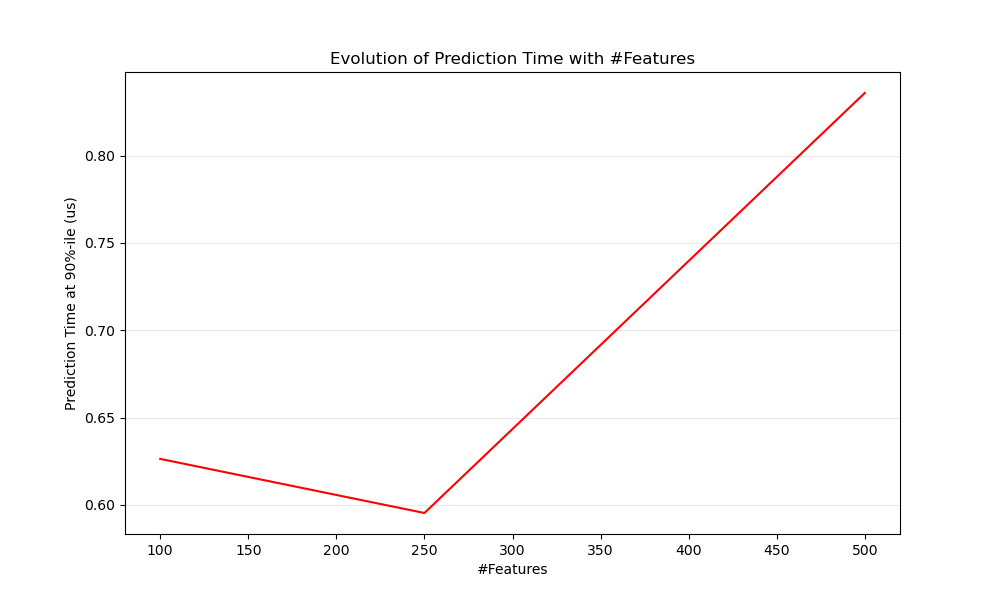 Evolution of Prediction Time with #Features
Prediction Time at 90%-ile (us)
0.80
0.75
0.70
0.65
0.60
100 150 200 250 300 350 400 450 500
#Features